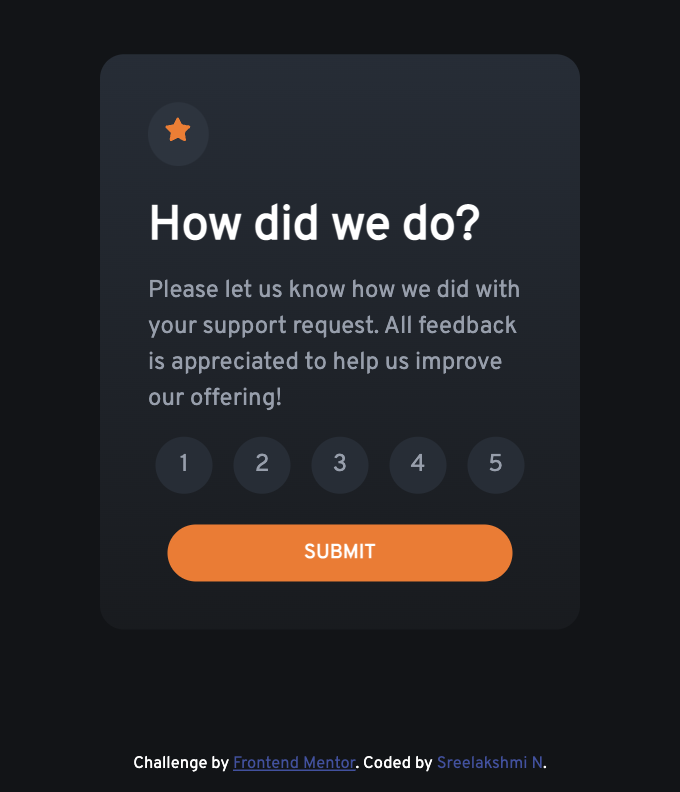 How did we do?
Please let us know how we did with
your support request. All feedback
is appreciated to help us improve
our offering!
1 2 3 4 5
SUBMIT
Challenge by Frontend Mentor. Coded by Sreelakshmi N.